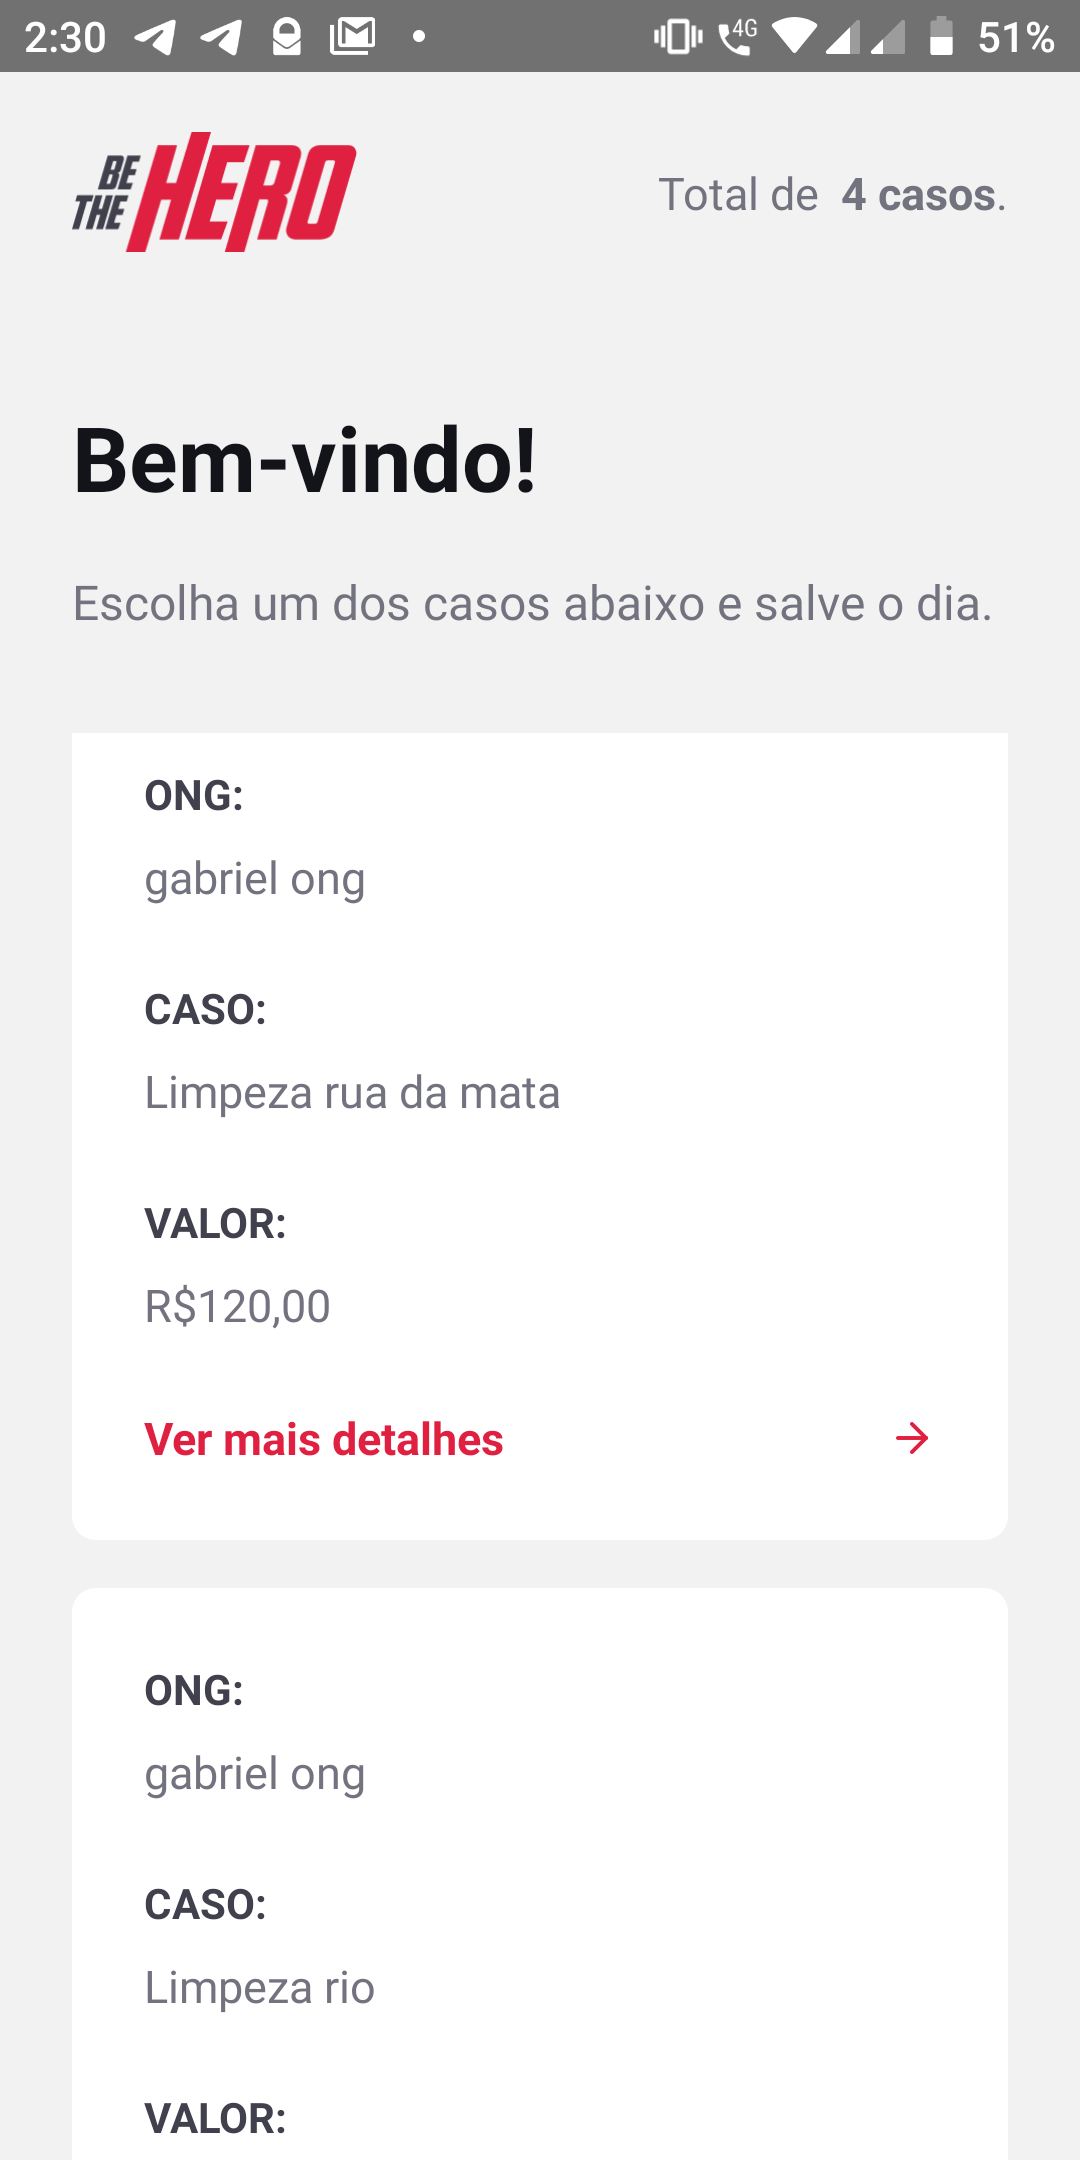 2:30
4G
51%
BE
THE
HERO
Total de 4 casos.
Bem-vindo!
Escolha um dos casos abaixo e salve o dia.
ONG:
gabriel ong
CASO:
Limpeza rua da mata
VALOR:
R$120,00
Ver mais detalhes
ONG:
gabriel ong
CASO:
Limpeza rio
VALOR: